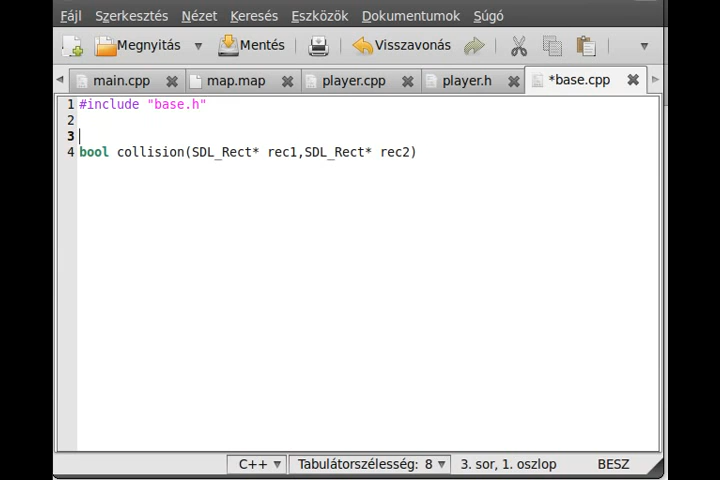 Fájl Szerkesztés Nézet Keresés Eszközök Dokumentumok Súgó
Megnyitás Mentés Visszavonás
main.cpp map.map player.cpp player.h *base.cpp
1 #include "base.h"
2
3
4 bool collision(SDL_Rect* rec1,SDL_Rect* rec2)
C++ Tabulátorszélesség: 8 3. sor, 1. oszlop BESZ